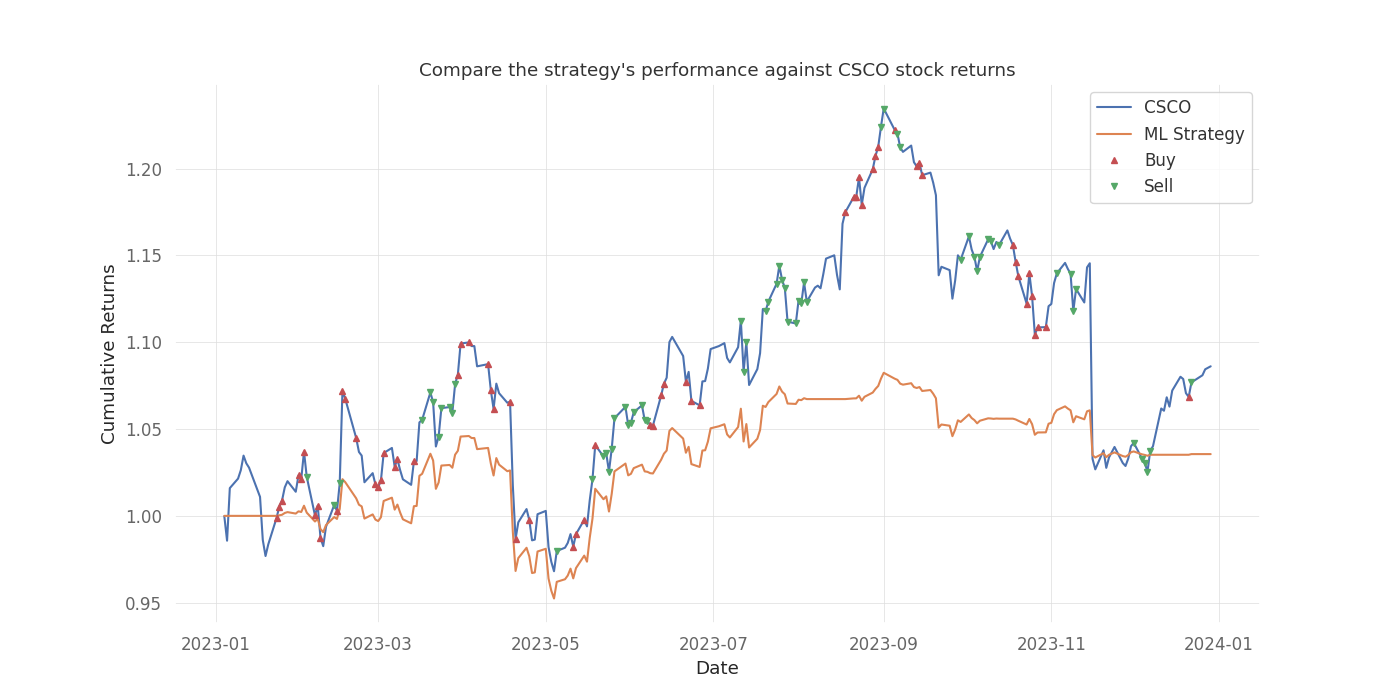 Compare the strategy's performance against CSCO stock returns
CSCO
ML Strategy
Buy
Sell
Cumulative Returns
1.20
1.15
1.10
1.05
1.00
0.95
2023-01
2023-03
2023-05
2023-07
2023-09
2023-11
2024-01
Date